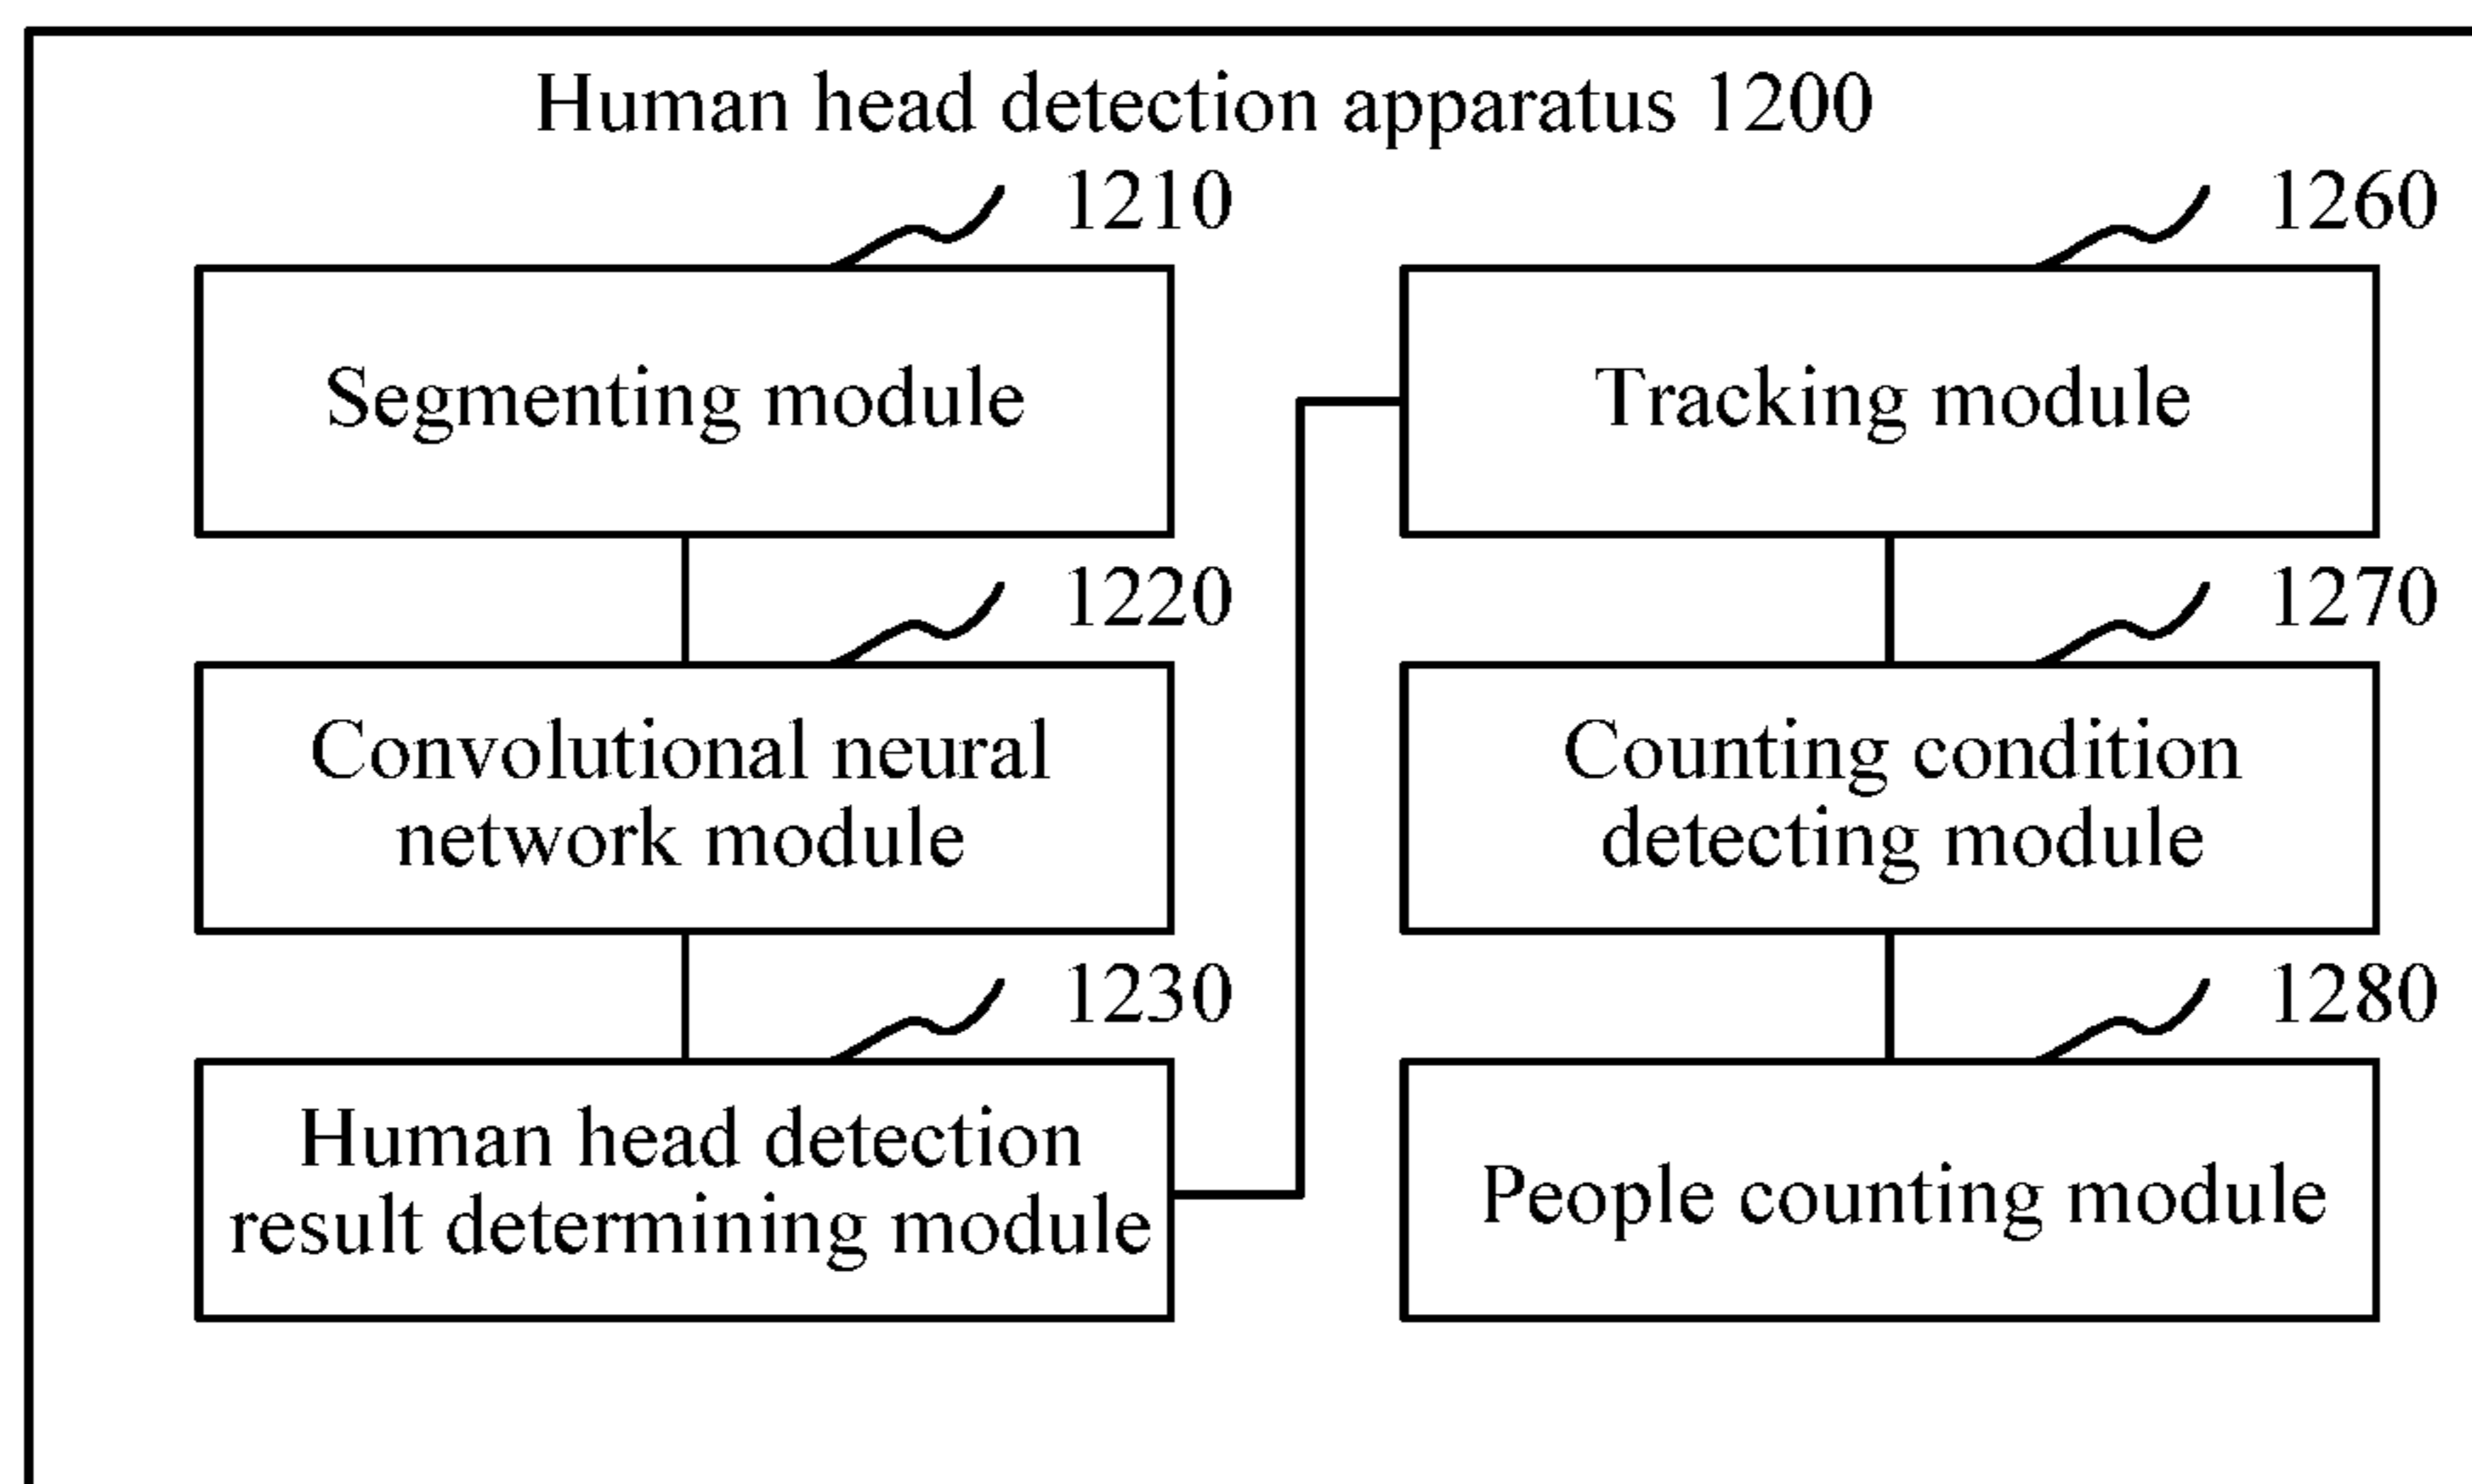 Human head detection apparatus 1200
1210
Segmenting module
1220
Convolutional neural
network module
1230
Human head detection
result determining module
1260
Tracking module
1270
Counting condition
detecting module
1280
People counting module